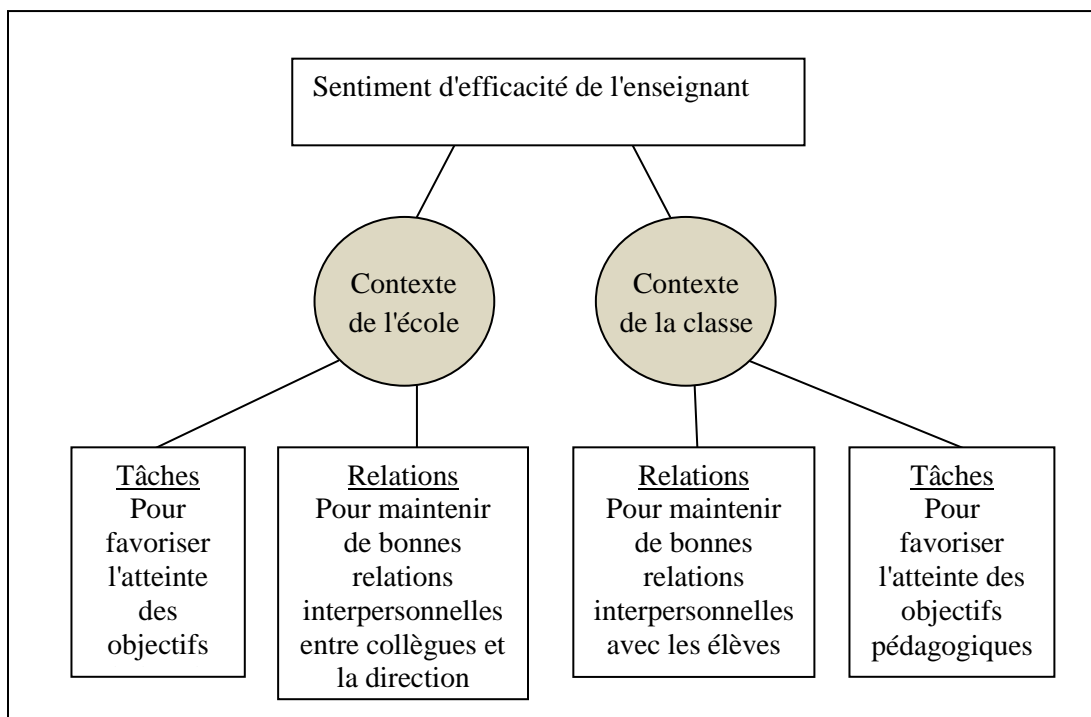 Sentiment d'efficacité de l'enseignant
Contexte
de l'école
Contexte
de la classe
Tâches
Pour
favoriser
l'atteinte
des
objectifs
Relations
Pour maintenir
de bonnes
relations
interpersonnelles
entre collègues et
la direction
Relations
Pour maintenir
de bonnes
relations
interpersonnelles
avec les élèves
Tâches
Pour
favoriser
l'atteinte des
objectifs
pédagogiques